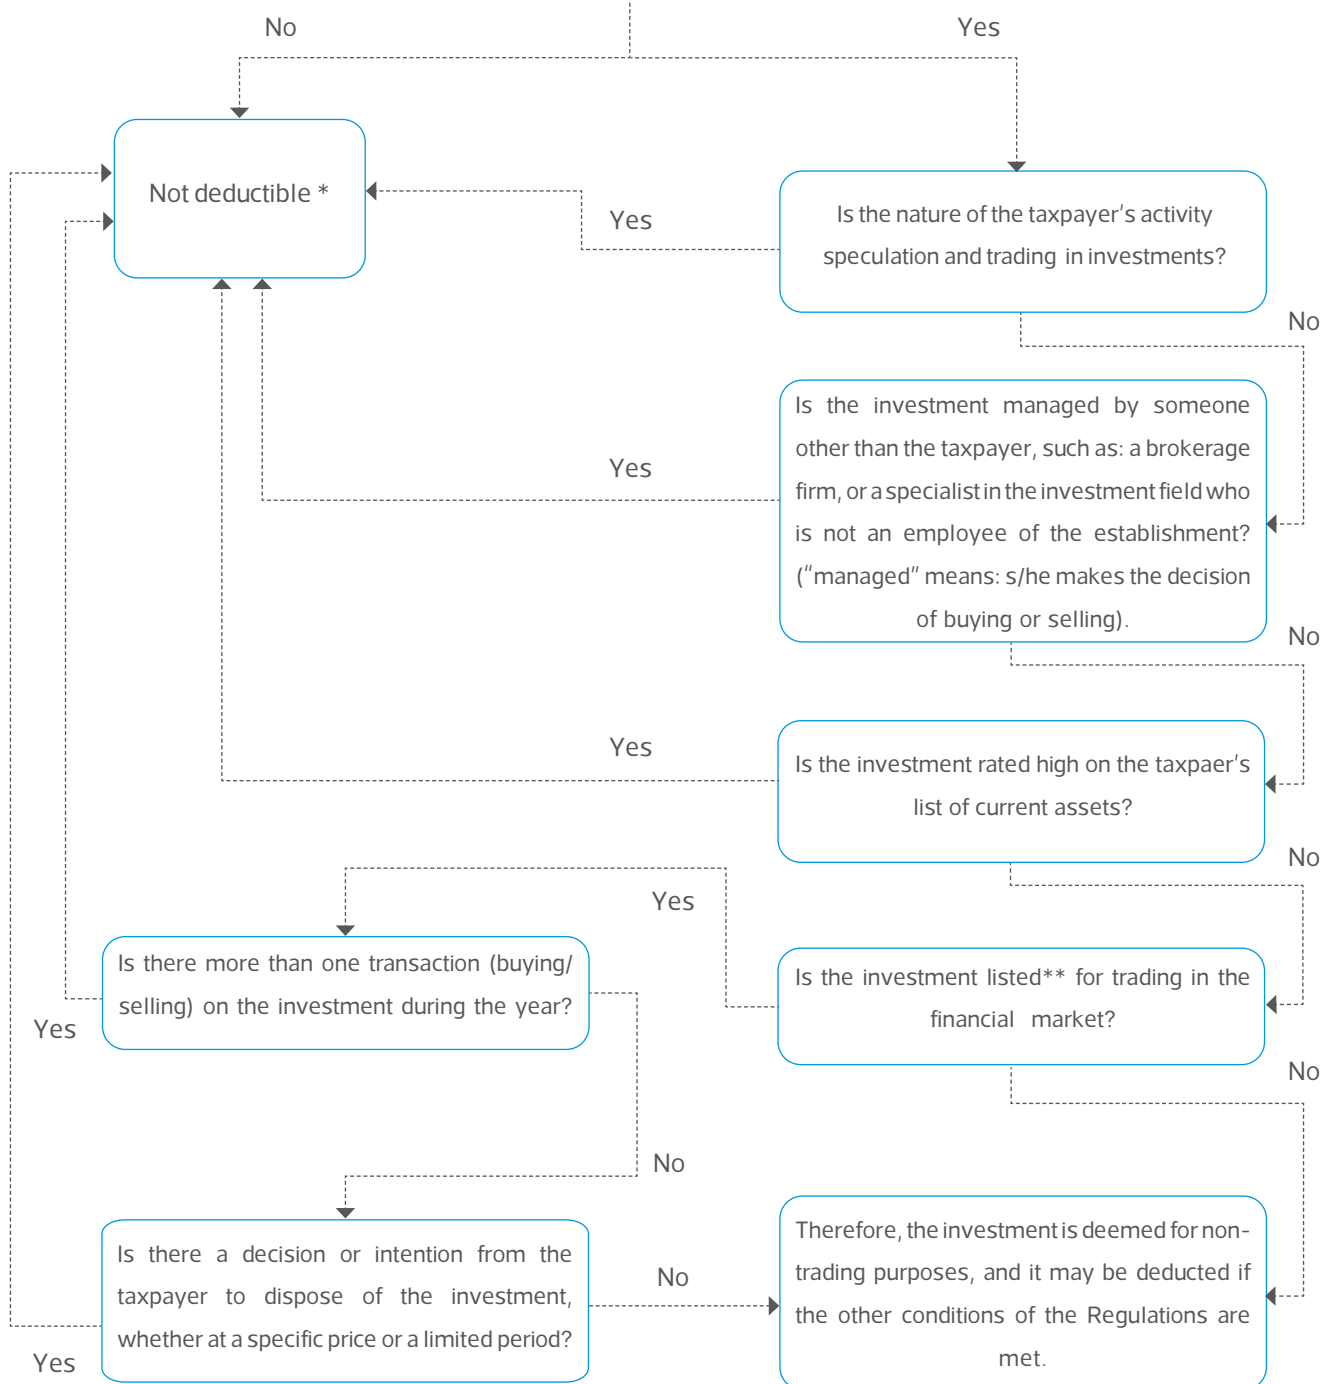 No
Yes
Not deductible *
Yes
Is the nature of the taxpayer's activity
speculation and trading in investments?
No
Is the investment managed by someone
other than the taxpayer, such as: a brokerage
firm, or a specialist in the investment field who
is not an employee of the establishment?
("managed" means: s/he makes the decision
of buying or selling).
Yes
No
Yes
Is the investment rated high on the taxpaer's
list of current assets?
No
Yes
Is there more than one transaction (buying/
selling) on the investment during the year?
Yes
Is the investment listed** for trading in the
financial market?
No
No
Is there a decision or intention from the
taxpayer to dispose of the investment,
whether at a specific price or a limited period?
Yes
No
Therefore, the investment is deemed for non-
trading purposes, and it may be deducted if
the other conditions of the Regulations are
met.